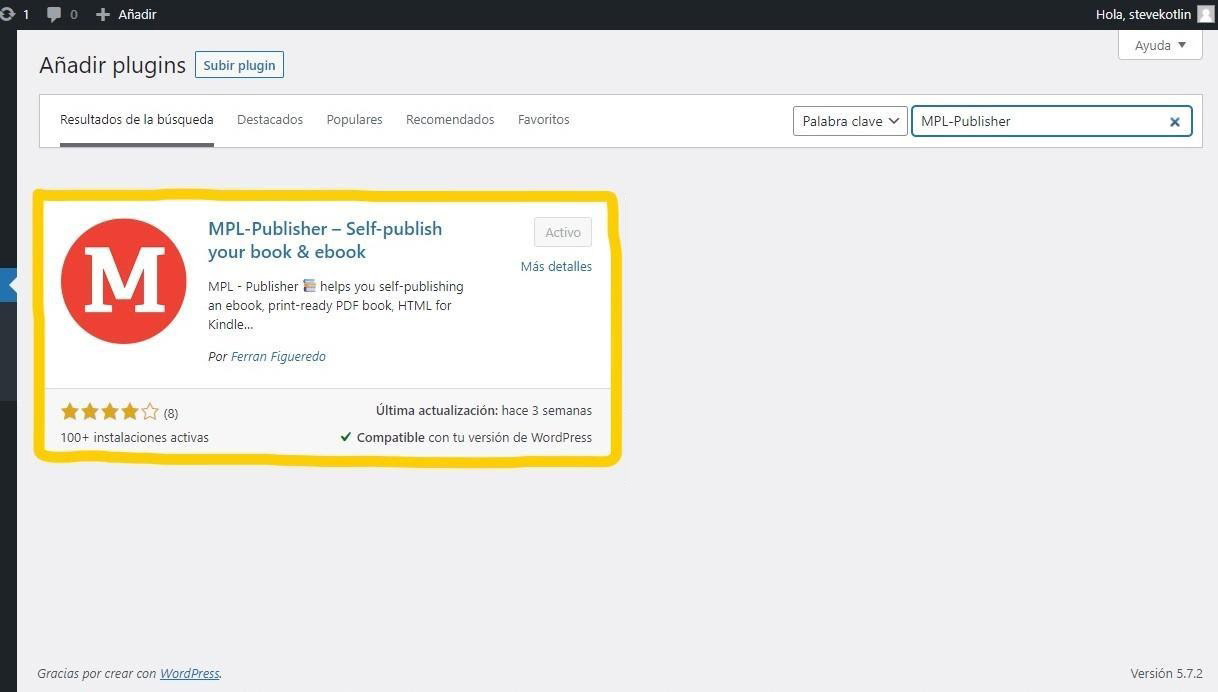 1 0 Añadir Hola, stevekotlin
Ayuda
Añadir plugins Subir plugin
Resultados de la búsqueda Destacados Populares Recomendados Favoritos Palabra clave MPL-Publisher
M
MPL-Publisher – Self-publish
your book & ebook
Activo
Más detalles
MPL - Publisher 📚 helps you self-publishing
an ebook, print-ready PDF book, HTML for
Kindle...
Por Ferran Figueredo
(8)
Última actualización: hace 3 semanas
100+ instalaciones activas
Compatible con tu versión de WordPress
Gracias por crear con WordPress. Versión 5.7.2